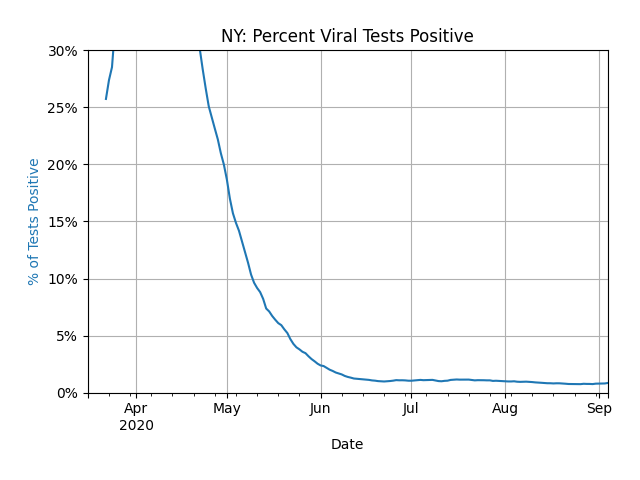 NY: Percent Viral Tests Positive
30%
25%
20%
15%
10%
5%
0%
% of Tests Positive
Apr
2020
May
Jun
Jul
Aug
Sep
Date